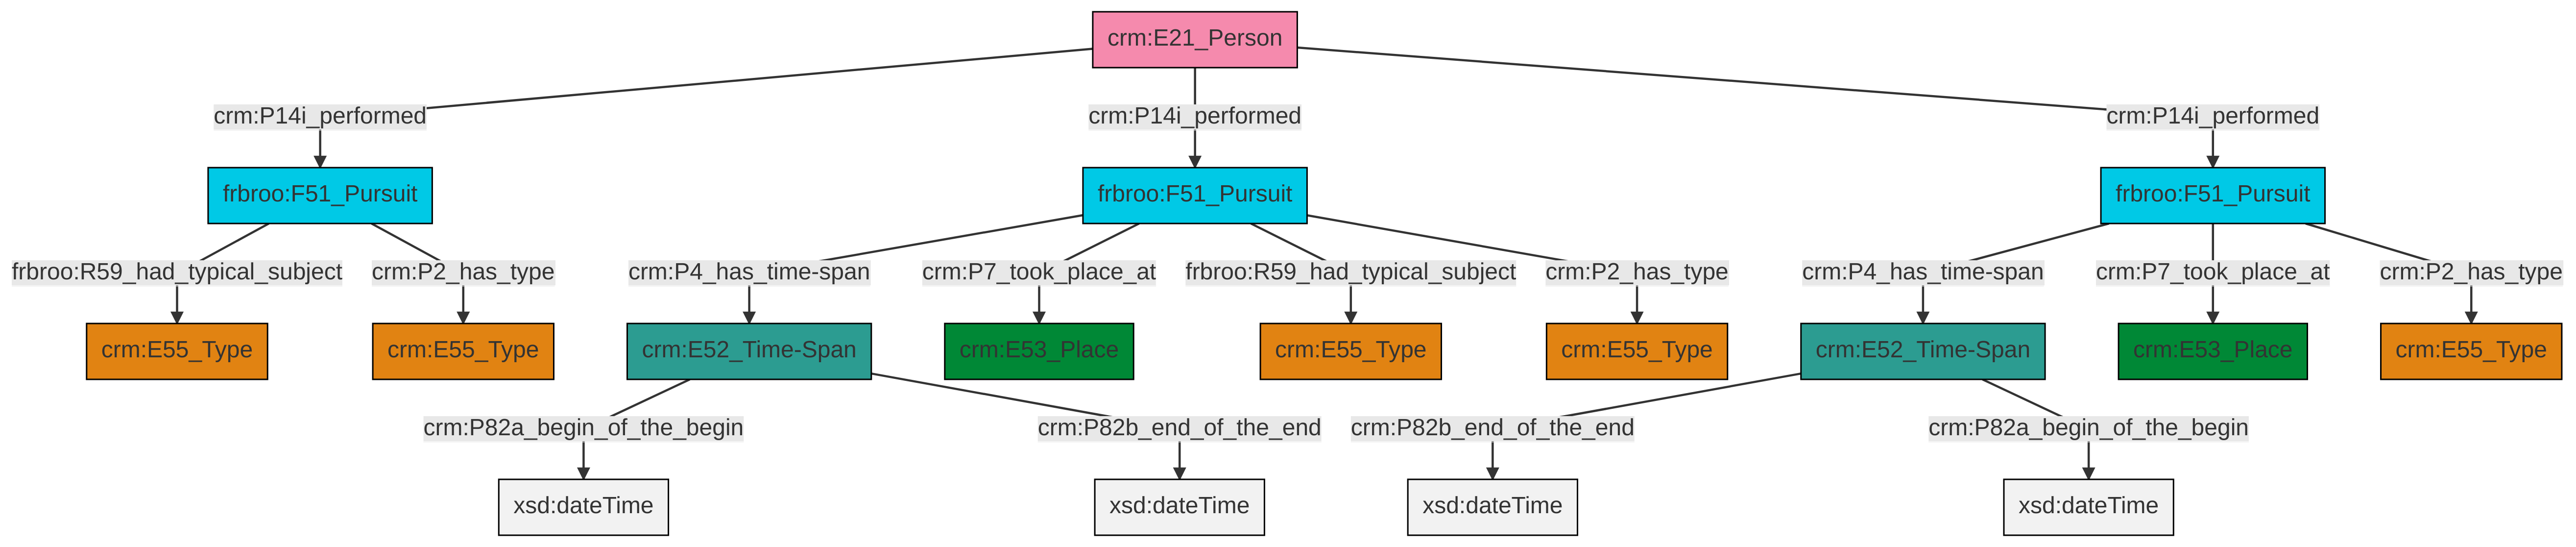 crm:E21_Person
crm:P14i_performed
crm:P14i_performed
crm:P14i_performed
frbroo:F51_Pursuit
frbroo:F51_Pursuit
frbroo:F51_Pursuit
frbroo:R59_had_typical_subject
crm:P2_has_type
crm:P4_has_time-span
crm:P7_took_place_at
frbroo:R59_had_typical_subject
crm:P2_has_type
crm:P4_has_time-span
crm:P7_took_place_at
crm:P2_has_type
crm:E55_Type
crm:E55_Type
crm:E52_Time-Span
crm:E53_Place
crm:E55_Type
crm:E55_Type
crm:E52_Time-Span
crm:E53_Place
crm:E55_Type
crm:P82a_begin_of_the_begin
crm:P82b_end_of_the_end
crm:P82b_end_of_the_end
crm:P82a_begin_of_the_begin
xsd:dateTime
xsd:dateTime
xsd:dateTime
xsd:dateTime